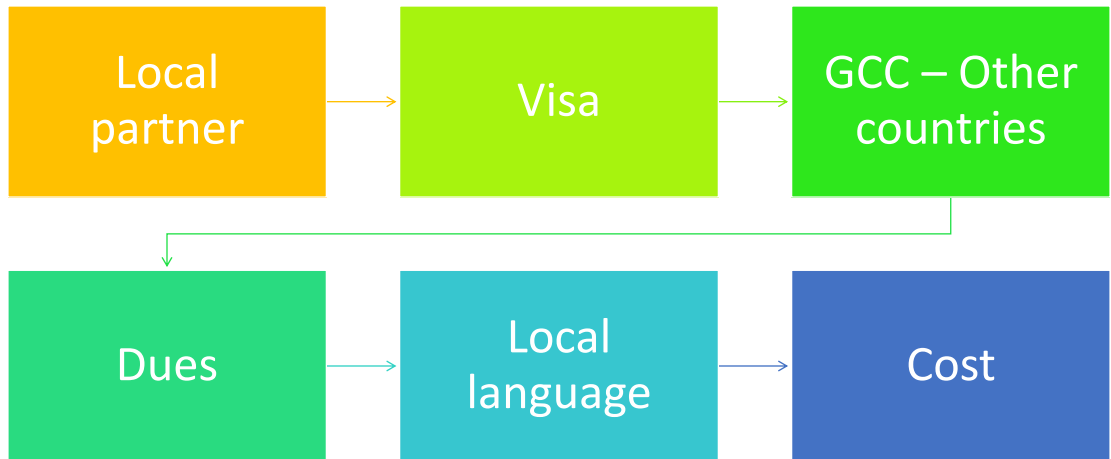 Local
partner
Visa
GCC – Other
countries
Dues
Local
language
Cost